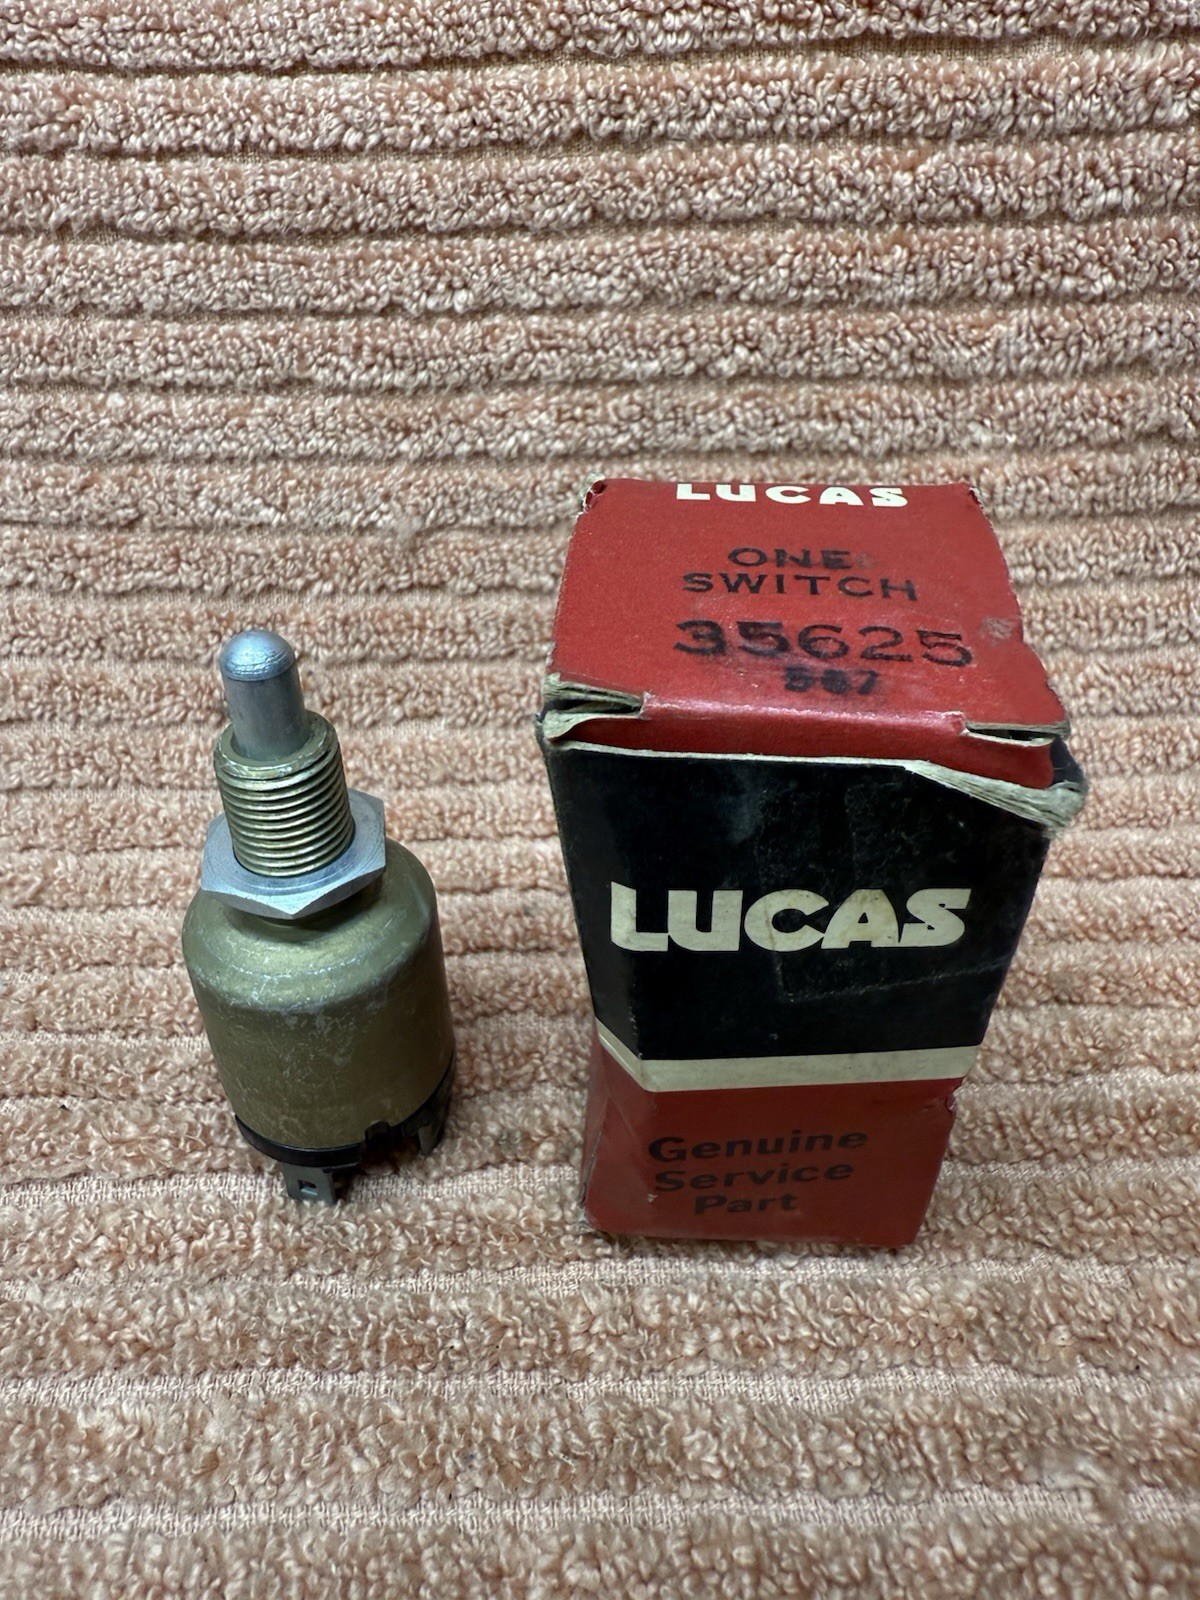 LUCAS
ONE
SWITCH
35625
LUCAS
Genuine
Service
Part